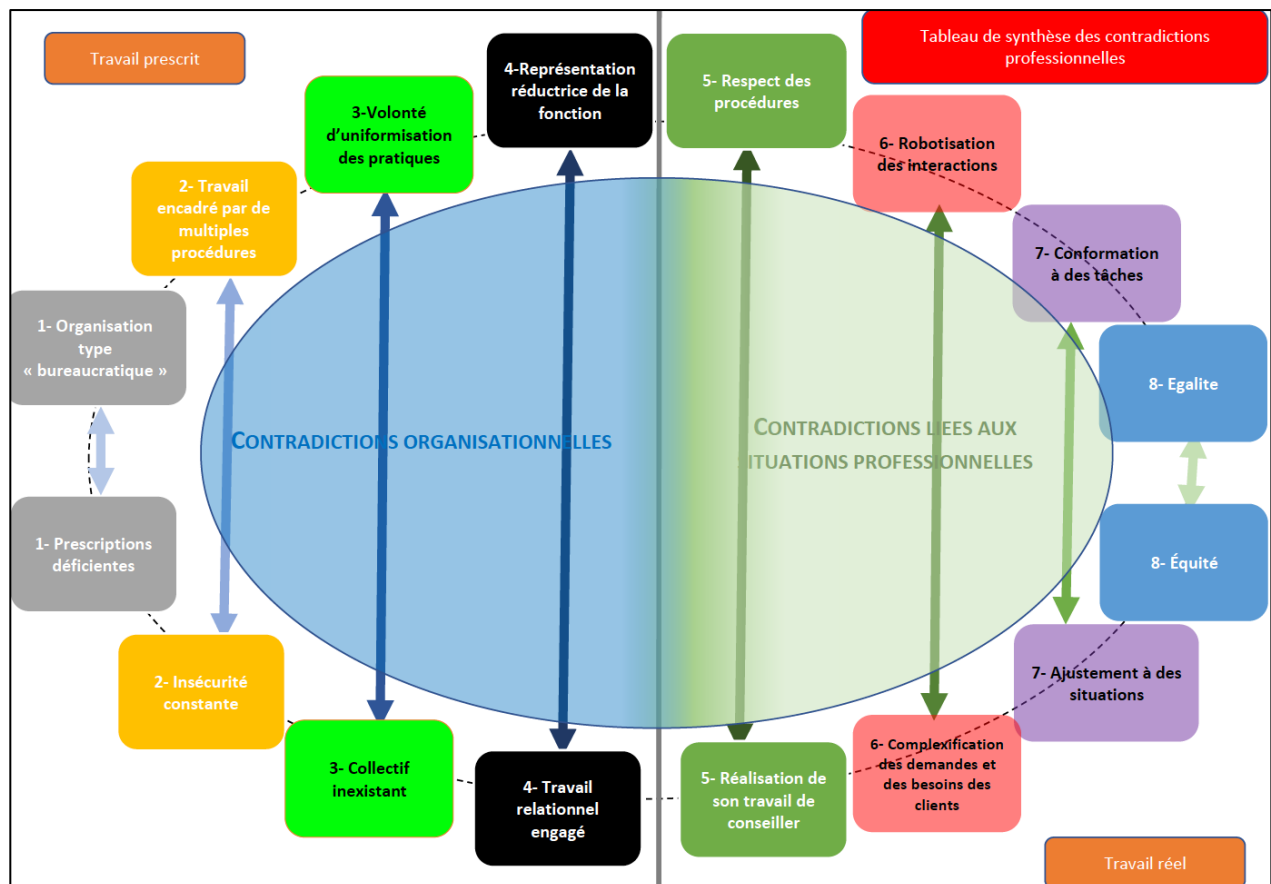 Travail prescrit
Tableau de synthèse des contradictions
professionnelles
4-Représentation
réductrice de la
fonction
5- Respect des
procédures
3-Volonté
d'uniformisation
des pratiques
6- Robotisation
des interactions
2- Travail
encadré par de
multiples
procédures
7- Conformation
à des tâches
1- Organisation
type
« bureaucratique »
8- Egalite
CONTRADICTIONS ORGANISATIONNELLES
CONTRADICTIONS LIEES AUX
SITUATIONS PROFESSIONNELLES
1- Prescriptions
déficientes
8- Équité
2- Insécurité
constante
7- Ajustement à des
situations
3- Collectif
inexistant
4- Travail
relationnel
engagé
5- Réalisation de
son travail de
conseiller
6- Complexification
des demandes et
des besoins des
clients
Travail réel